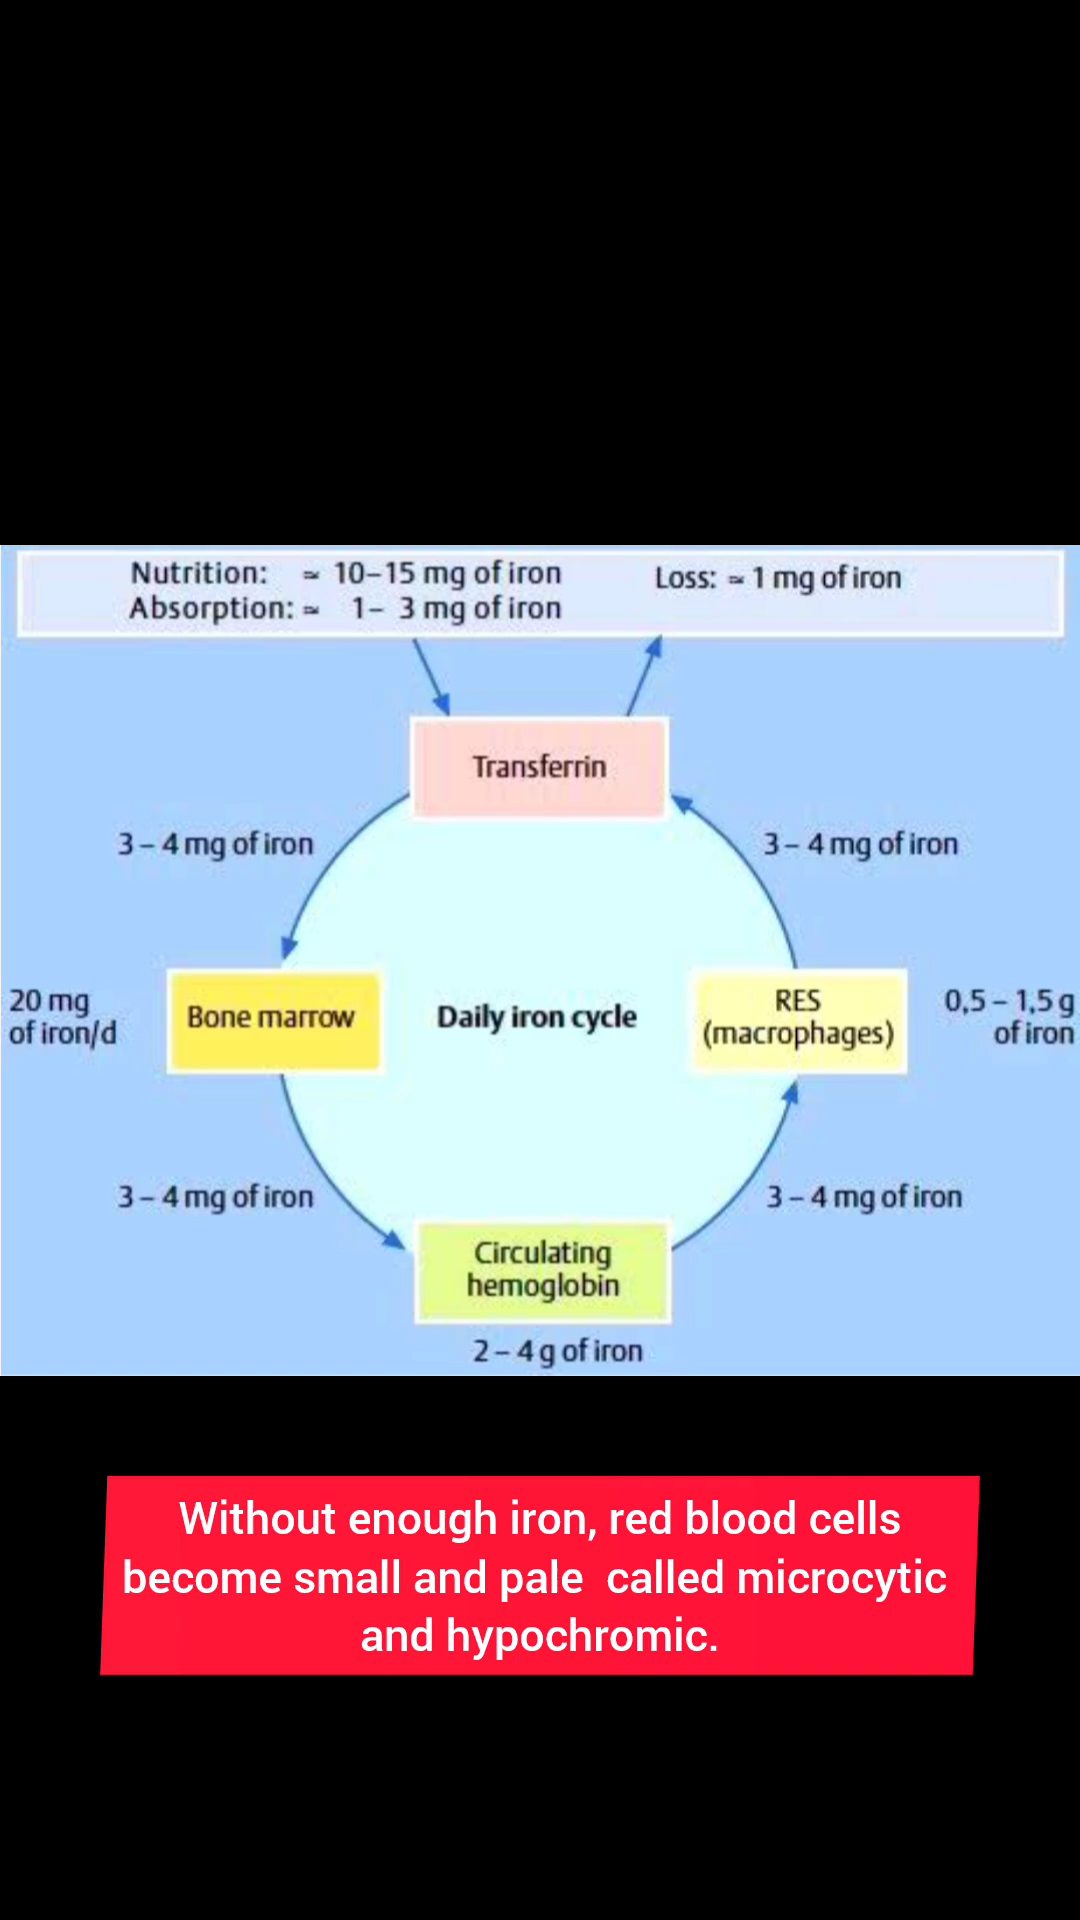 Nutrition: ≃ 10–15 mg of iron
Absorption: ≃ 1– 3 mg of iron
Loss: ≃ 1 mg of iron
Transferrin
3 – 4 mg of iron
3 – 4 mg of iron
20 mg
of iron/d
Bone marrow
Daily iron cycle
RES
(macrophages)
0,5 – 1,5 g
of iron
3 – 4 mg of iron
3 – 4 mg of iron
Circulating
hemoglobin
2 – 4 g of iron
Without enough iron, red blood cells
become small and pale called microcytic
and hypochromic.